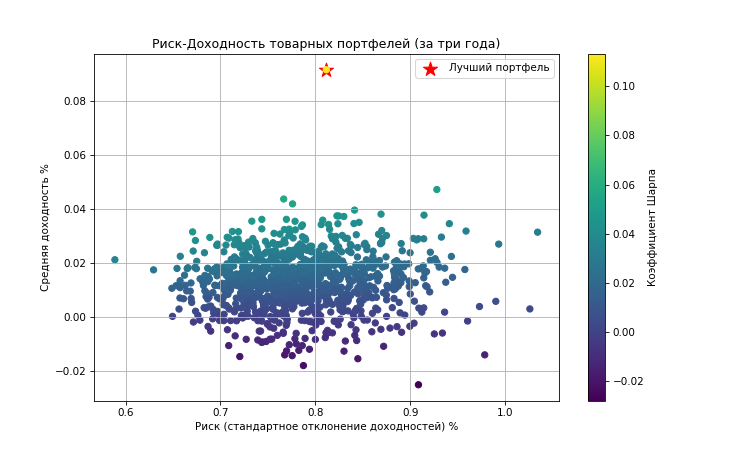 Риск-Доходность товарных портфелей (за три года)
Лучший портфель
Средняя доходность %
0.08
0.06
0.04
0.02
0.00
−0.02
0.6 0.7 0.8 0.9 1.0
Риск (стандартное отклонение доходностей) %
0.10
0.08
0.06
0.04
0.02
0.00
−0.02
Коэффициент Шарпа